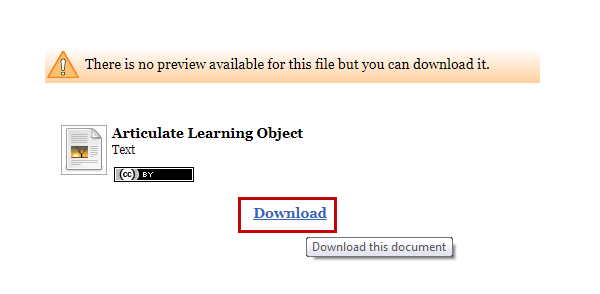 There is no preview available for this file but you can download it.
Articulate Learning Object
Text
(cc) BY
Download
Download this document